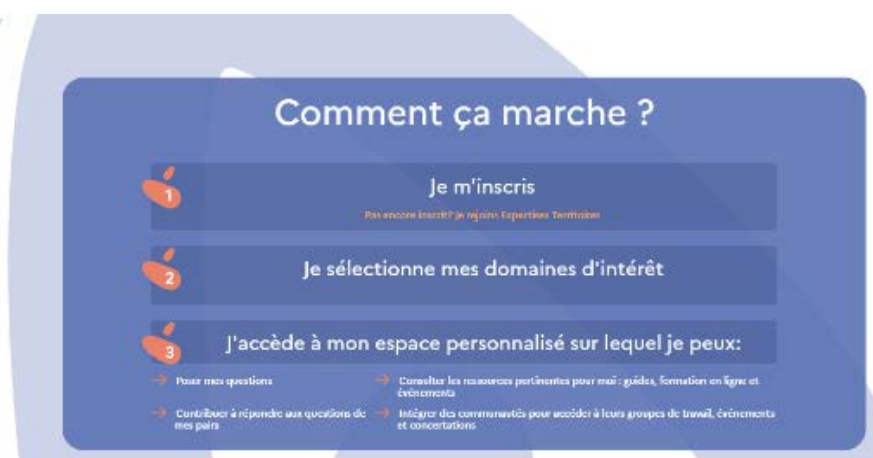 Comment ça marche ?
1
Je m'inscris
Pas encore inscrit? Je rejoins Expertises Territoires
2
Je sélectionne mes domaines d'intérêt
3
J'accède à mon espace personnalisé sur lequel je peux:
→ Poser mes questions
→ Contribuer à répondre aux questions de
mes pairs
→ Consulter les ressources pertinentes pour moi : guides, formation en ligne et
événements
→ Intégrer des communautés pour accéder à leurs groupes de travail, événements
et concertations